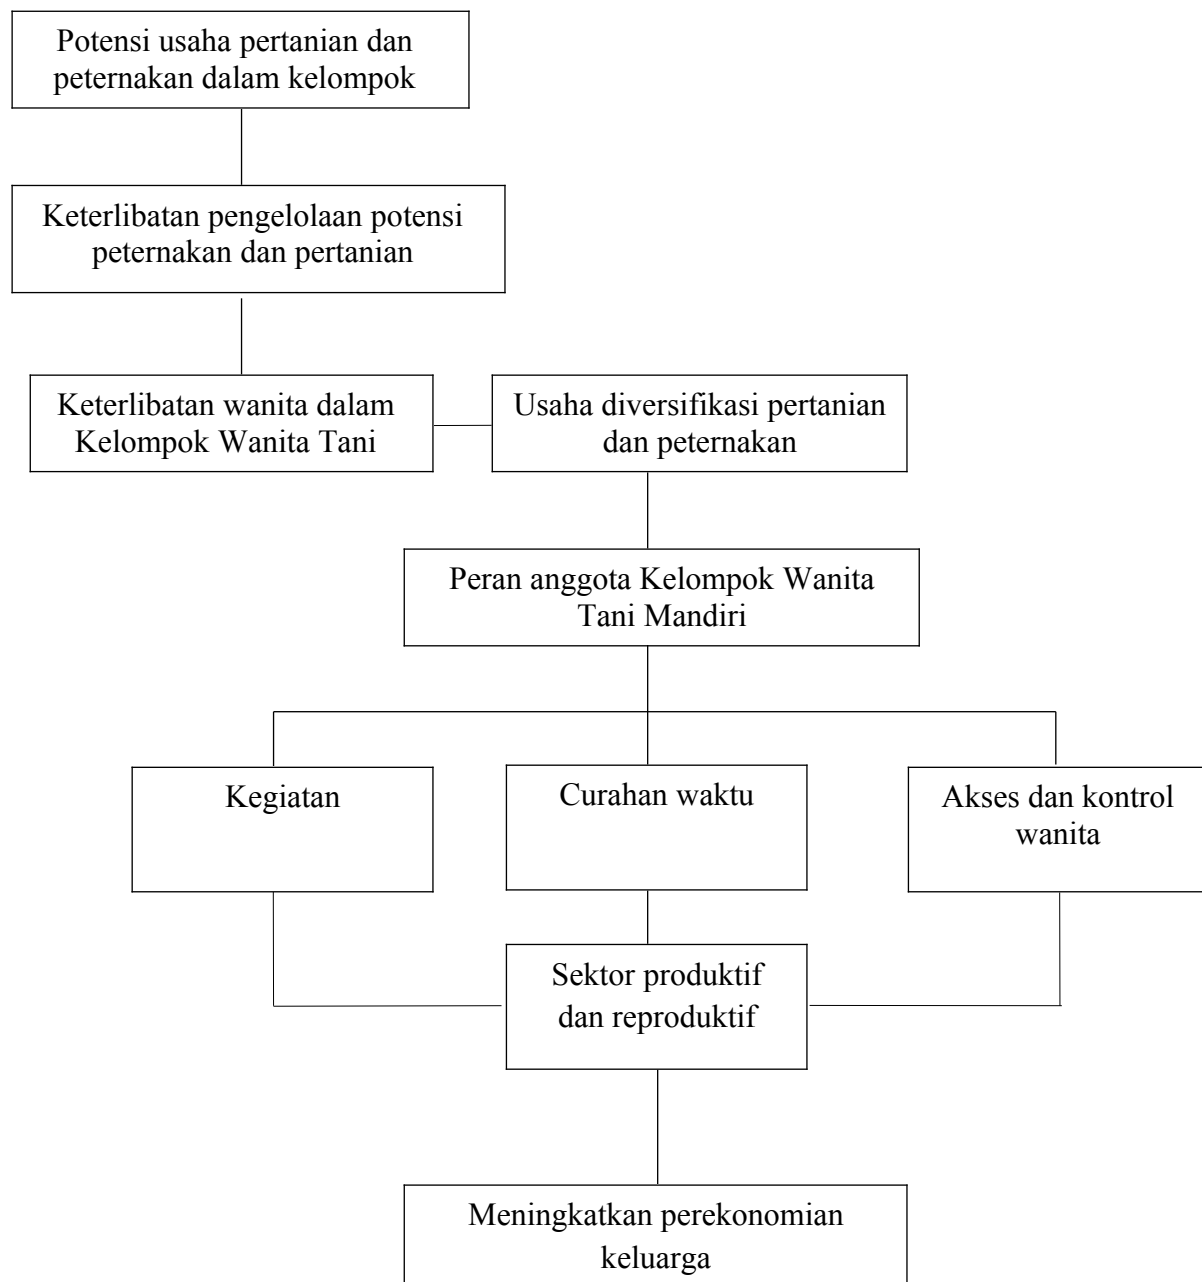 Potensi usaha pertanian dan
peternakan dalam kelompok
Keterlibatan pengelolaan potensi
peternakan dan pertanian
Keterlibatan wanita dalam
Kelompok Wanita Tani
Usaha diversifikasi pertanian
dan peternakan
Peran anggota Kelompok Wanita
Tani Mandiri
Kegiatan
Curahan waktu
Akses dan kontrol
wanita
Sektor produktif
dan reproduktif
Meningkatkan perekonomian
keluarga